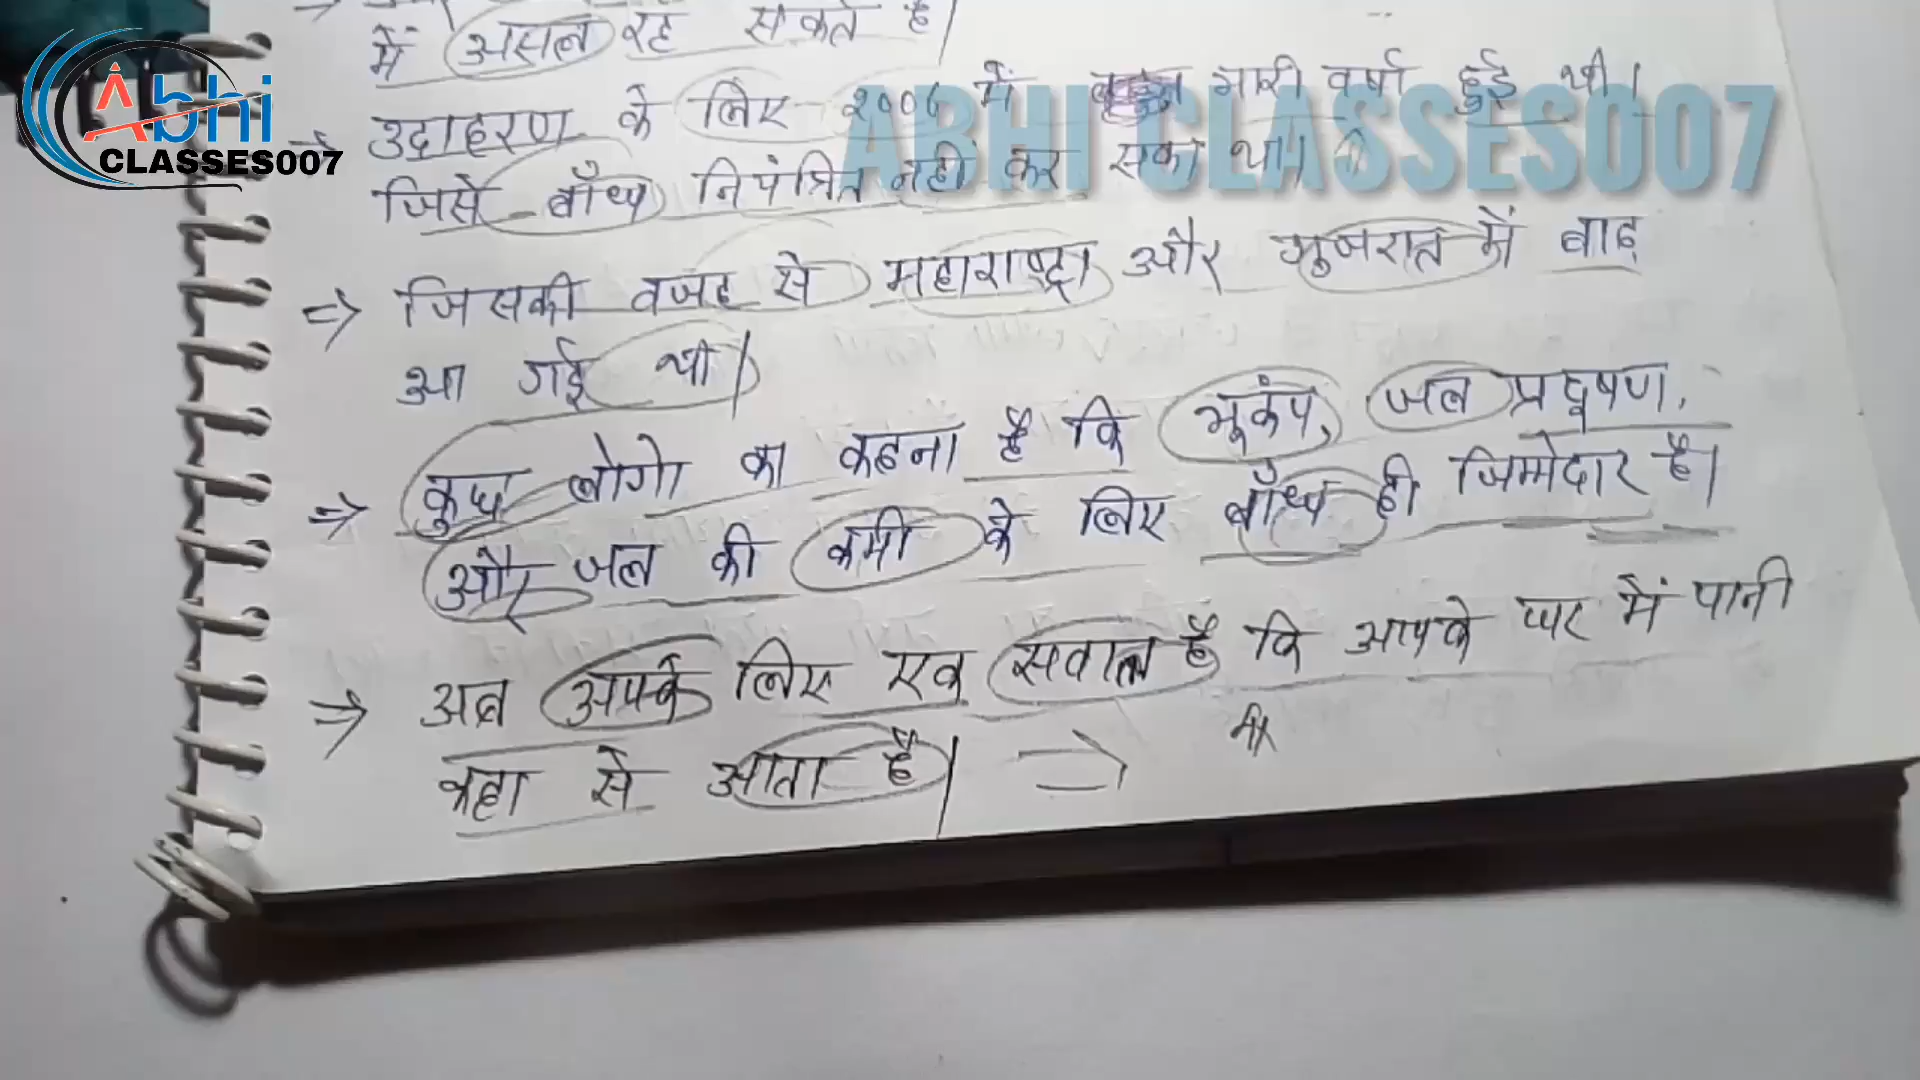 Abhi
CLASSES007
ABHI CLASSES007
में असल रह सकते है।
उदाहरण के लिए 2006 में भारी वर्षा हुई थी।
जिसे बाँध नियंत्रित नहीं कर सका था।
=> जिसकी वजह से महाराष्ट्रा और गुजरात में बाढ़
आ गई थी।
=> कुछ लोगो का कहना है कि भूकंप, जल प्रदूषण,
और जल की कमी के लिए बाँध ही जिम्मेदार है।
=> अब आपके लिए एक सवाल है कि आपके घर में पानी
कहा से आता है। =>